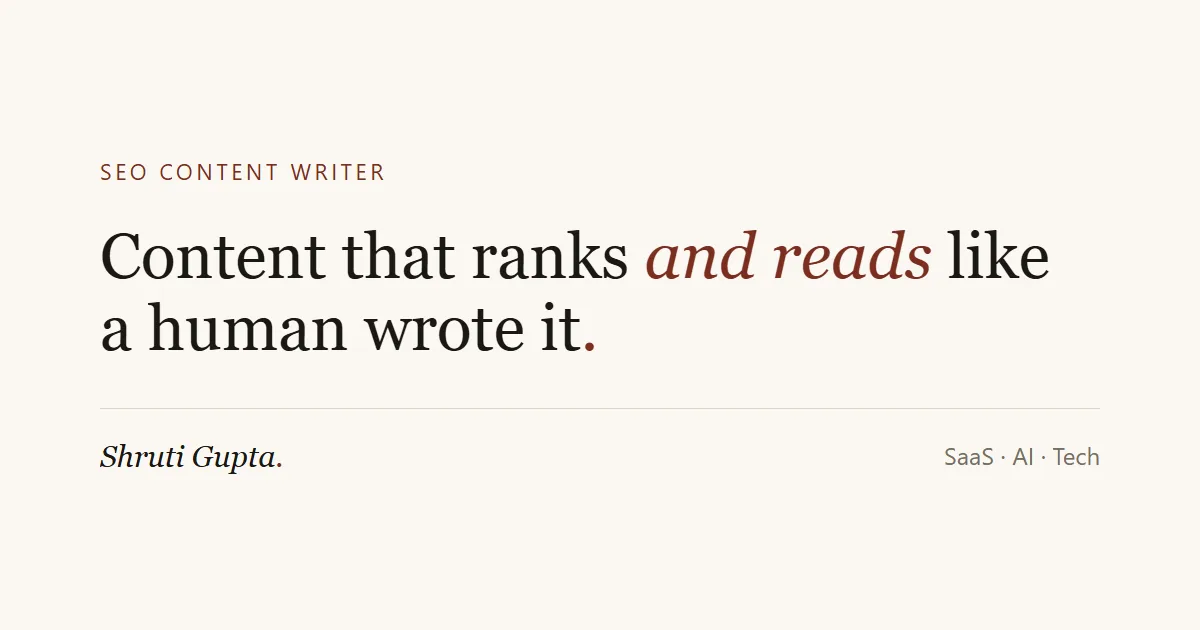 SEO CONTENT WRITER
Content that ranks and reads like
a human wrote it.
Shruti Gupta.
SaaS · AI · Tech